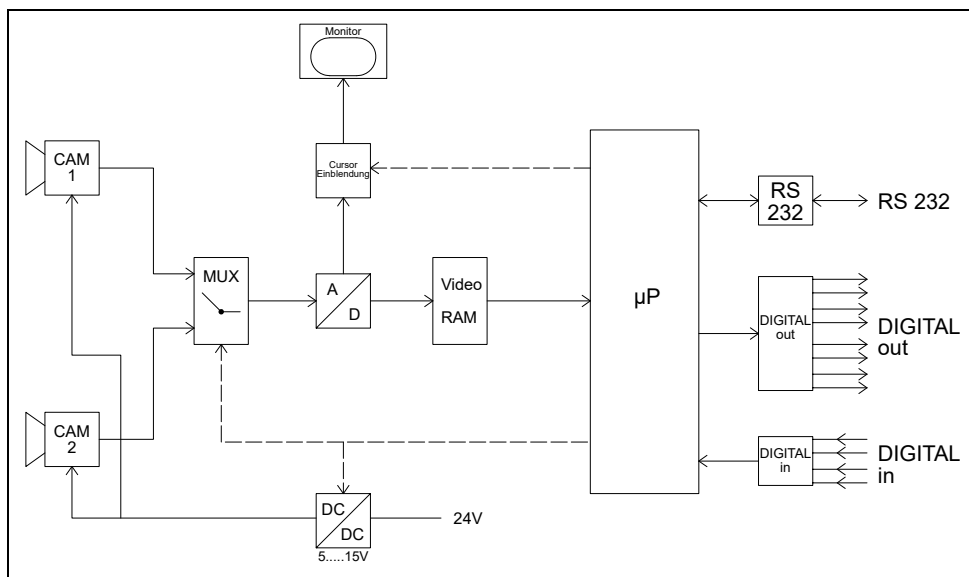 Monitor
CAM
1
Cursor
Einblendung
RS
232
RS 232
MUX
A
D
Video
RAM
µP
DIGITAL
out
DIGITAL
out
CAM
2
DIGITAL
in
DIGITAL
in
DC
DC
24V
5.....15V